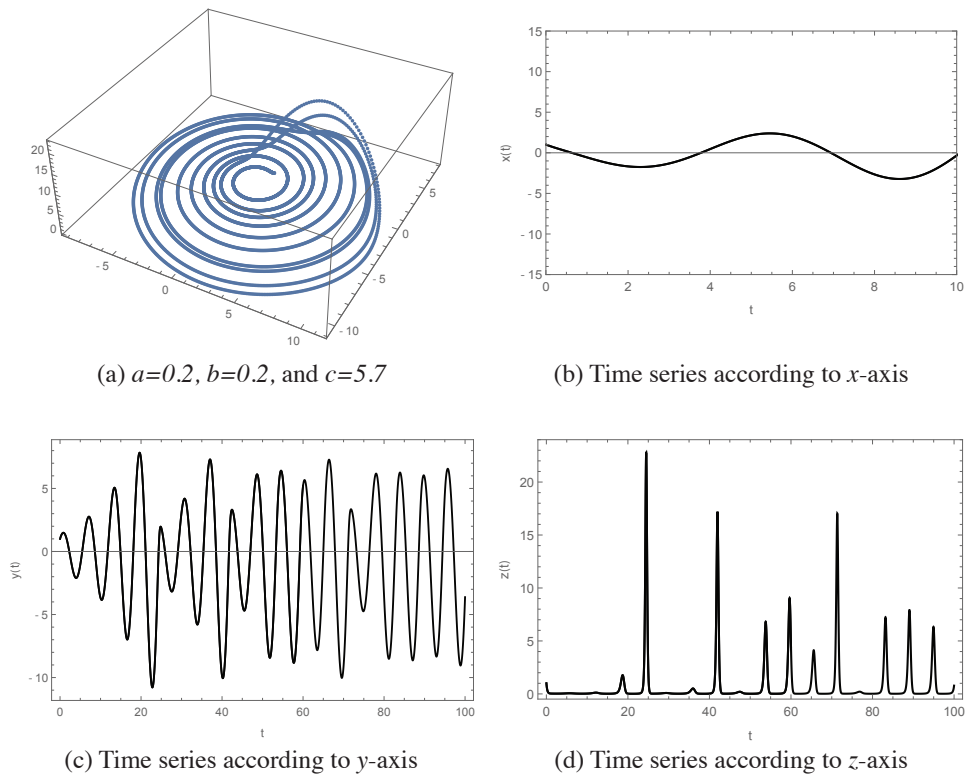 20
15
10
5
0
- 5
0
5
10
5
0
- 5
- 10
(a) a=0.2, b=0.2, and c=5.7
15
10
5
0
- 5
- 10
- 15
x(t)
0 2 4 6 8 10
t
(b) Time series according to x-axis
5
0
- 5
- 10
y(t)
0 20 40 60 80 100
t
(c) Time series according to y-axis
20
15
10
5
0
z(t)
0 20 40 60 80 100
t
(d) Time series according to z-axis